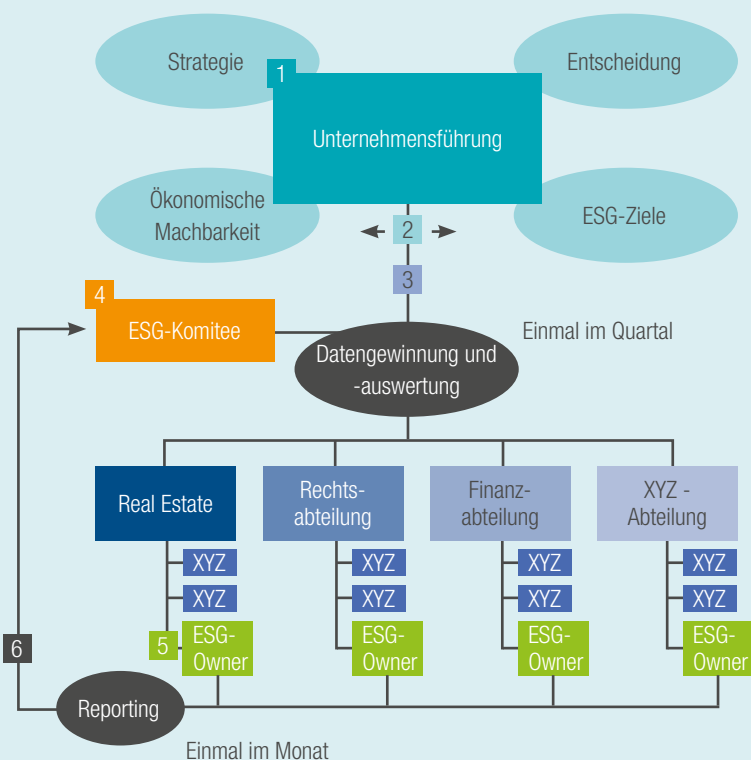 Strategie
Entscheidung
1
Unternehmensführung
Ökonomische
Machbarkeit
ESG-Ziele
2
3
4
ESG-Komitee
Einmal im Quartal
Datengewinnung und
-auswertung
Real Estate
Rechts-
abteilung
Finanz-
abteilung
XYZ -
Abteilung
XYZ
XYZ
XYZ
XYZ
XYZ
XYZ
XYZ
XYZ
5
ESG-
Owner
ESG-
Owner
ESG-
Owner
ESG-
Owner
6
Reporting
Einmal im Monat